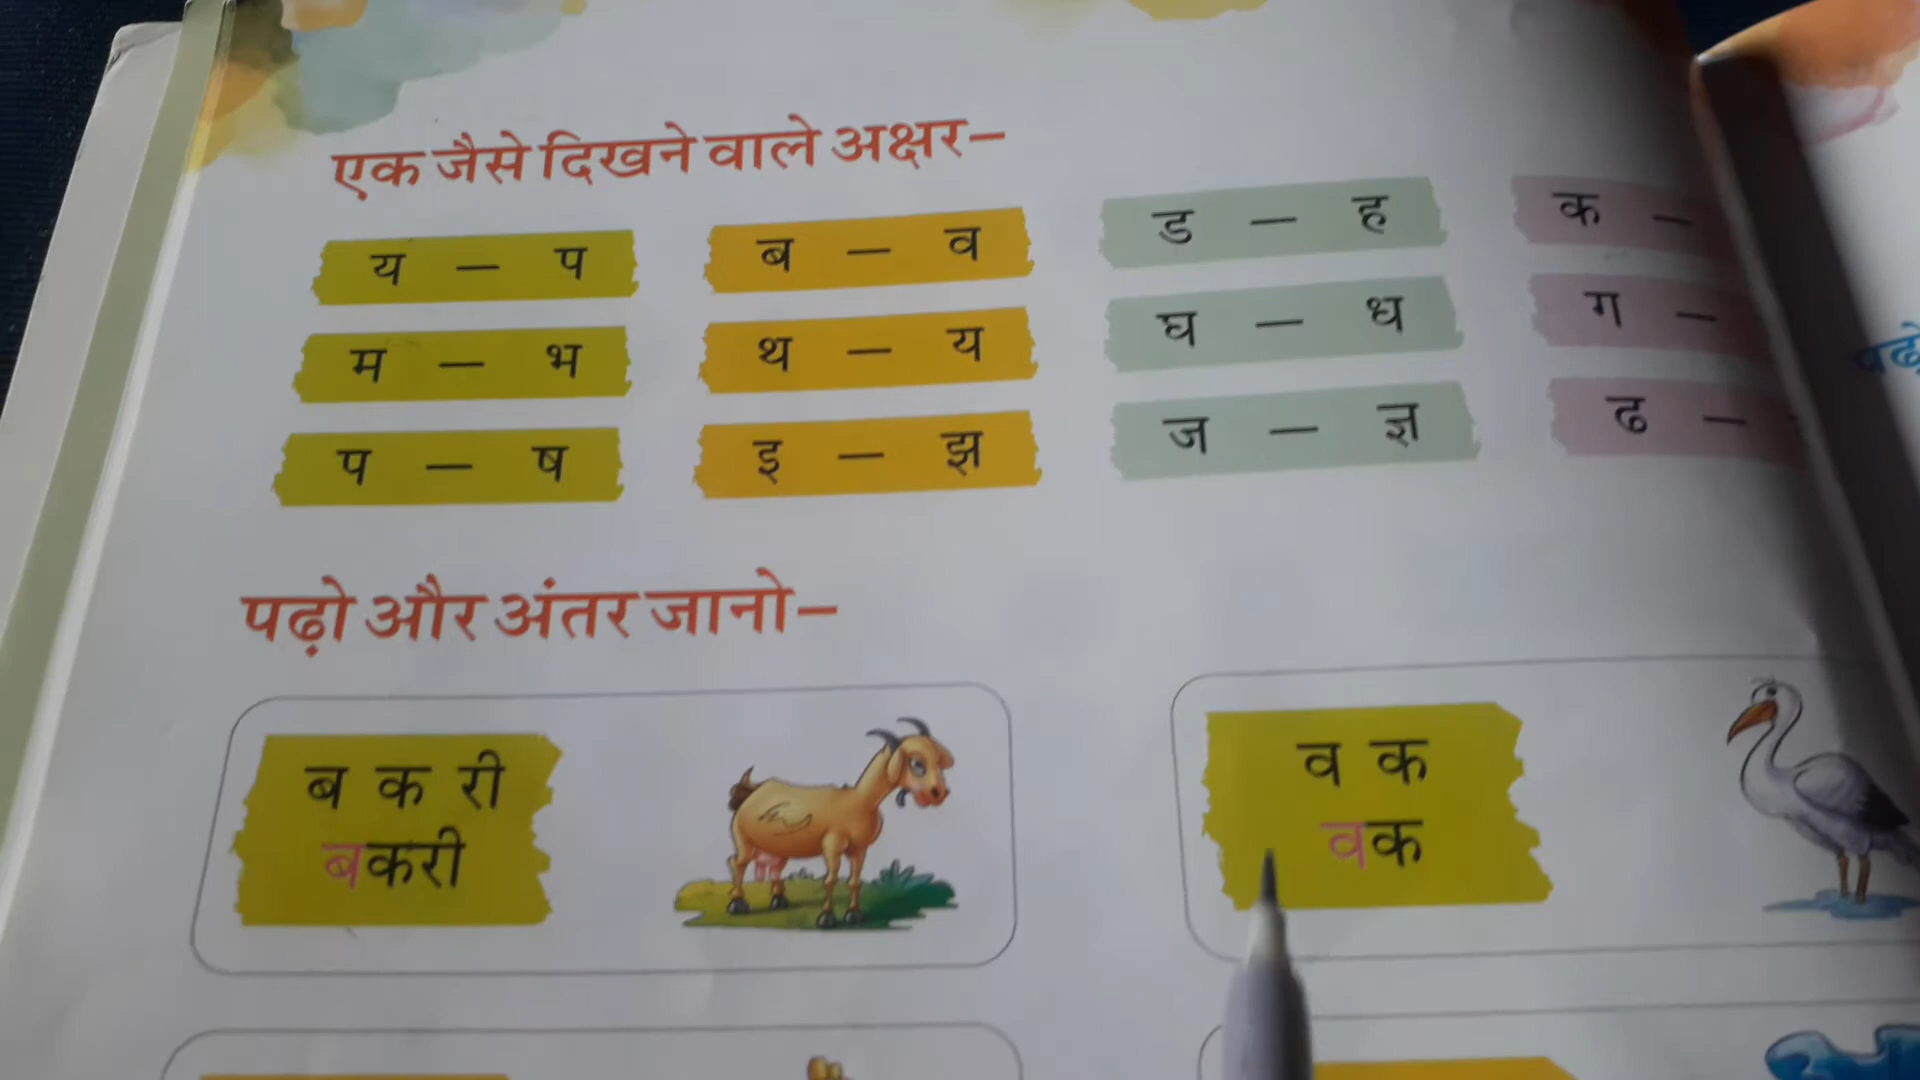 एक जैसे दिखने वाले अक्षर–
य – प
ब – व
ड – ह
क –
म – भ
थ – य
घ – ध
ग –
प – ष
इ – झ
ज – ज्ञ
ढ –
पढ़ो और अंतर जानो–
ब क री
बकरी
व क
वक